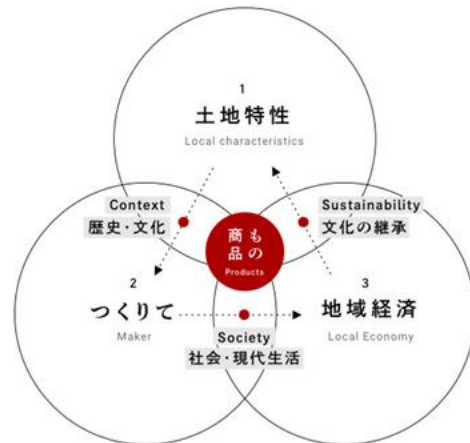 1
土地特性
Local characteristics
Context
歴史・文化
Sustainability
文化の継承
もの
商品
Products
2
つくりて
Maker
3
地域経済
Local Economy
Society
社会・現代生活